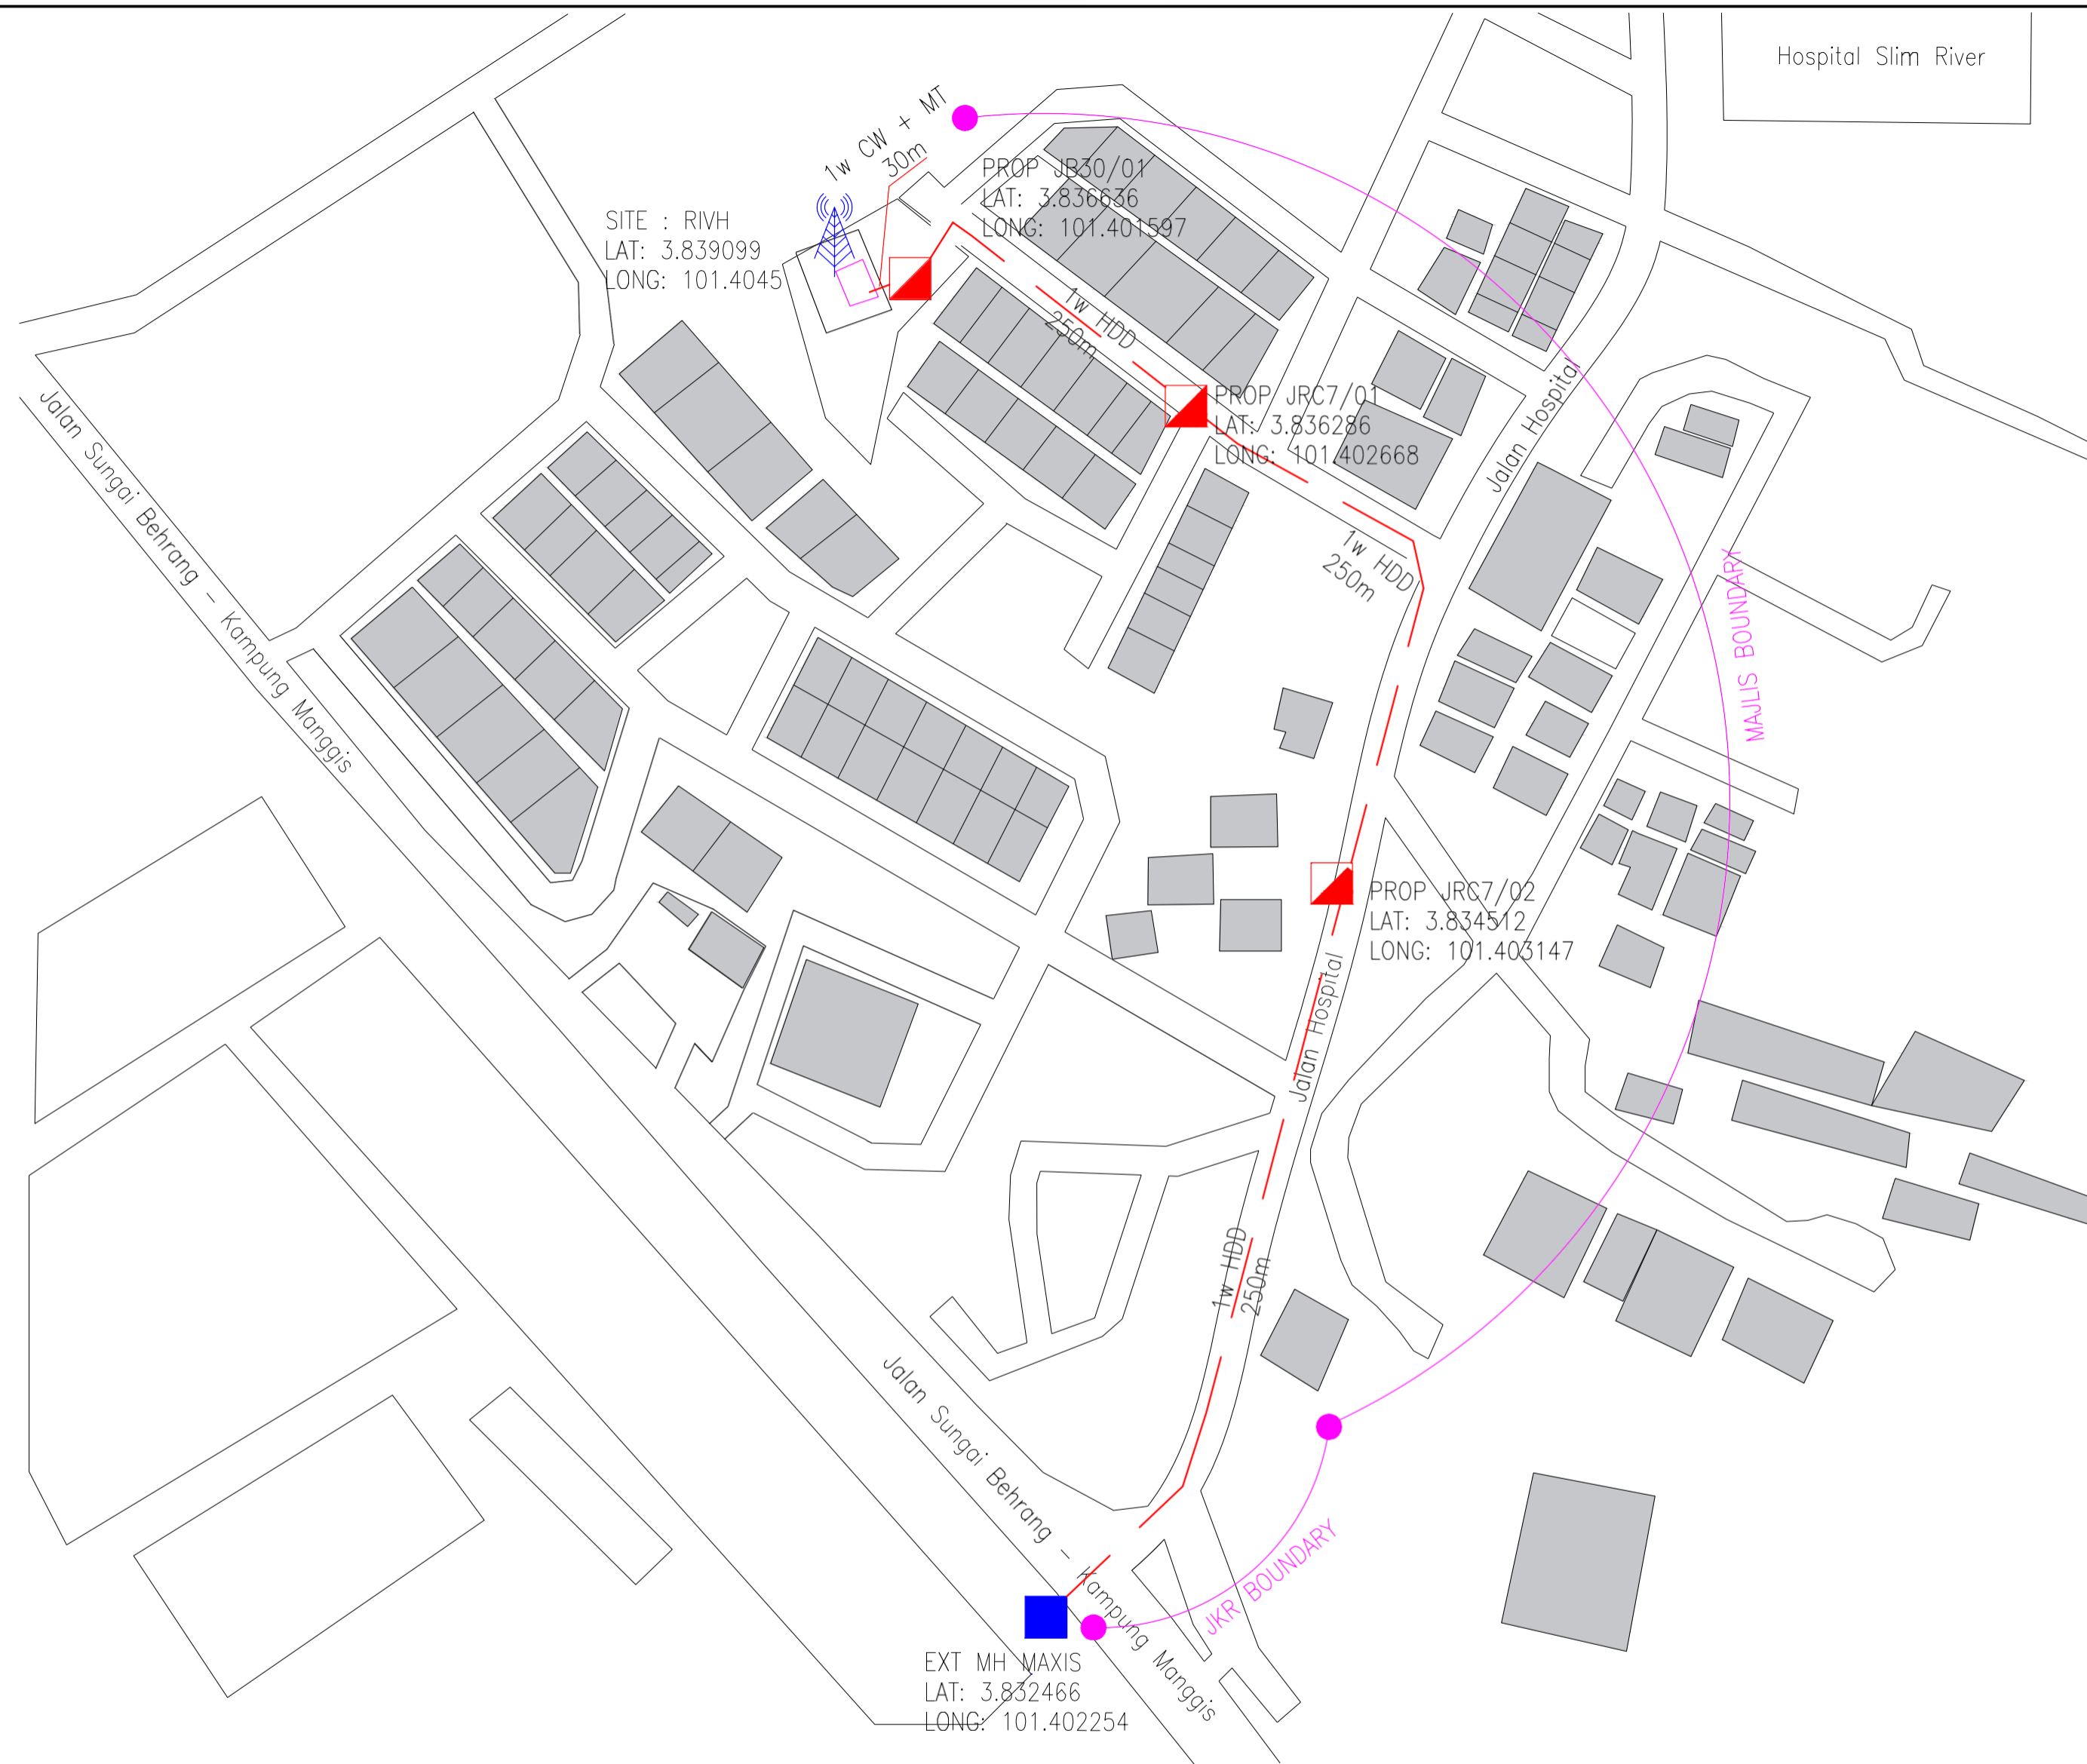 Hospital Slim River
1w CW + MT
30m
PROP JB30/01
LAT: 3.836636
LONG: 101.401597
SITE : RIVH
LAT: 3.839099
LONG: 101.4045
1w HDD
250m
PROP JRC7/01
LAT: 3.836286
LONG: 101.402668
Jalan Hospital
Jalan Sungai Behrang - Kampung Manggis
1w HDD
250m
MAJLIS BOUNDARY
PROP JRC7/02
LAT: 3.834512
LONG: 101.403147
Jalan Hospital
1w HDD
250m
Jalan Sungai Behrang - Kampung Manggis
JKR BOUNDARY
EXT MH MAXIS
LAT: 3.832466
LONG: 101.402254